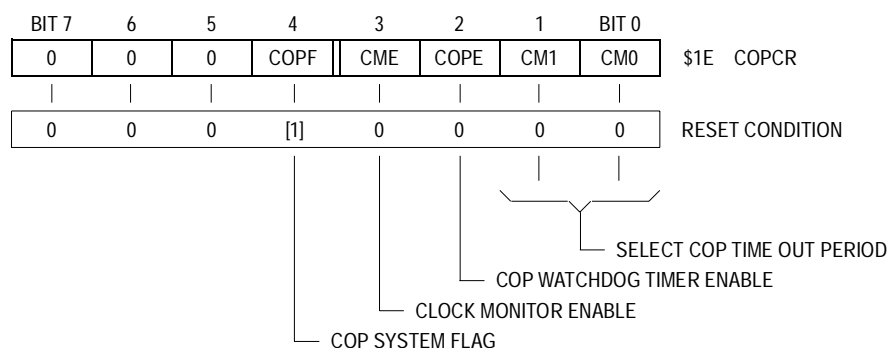 BIT 7 6 5 4 3 2 1 BIT 0
0 0 0 COPF CME COPE CM1 CM0 $1E COPCR
0 0 0 [1] 0 0 0 0 RESET CONDITION
SELECT COP TIME OUT PERIOD
COP WATCHDOG TIMER ENABLE
CLOCK MONITOR ENABLE
COP SYSTEM FLAG